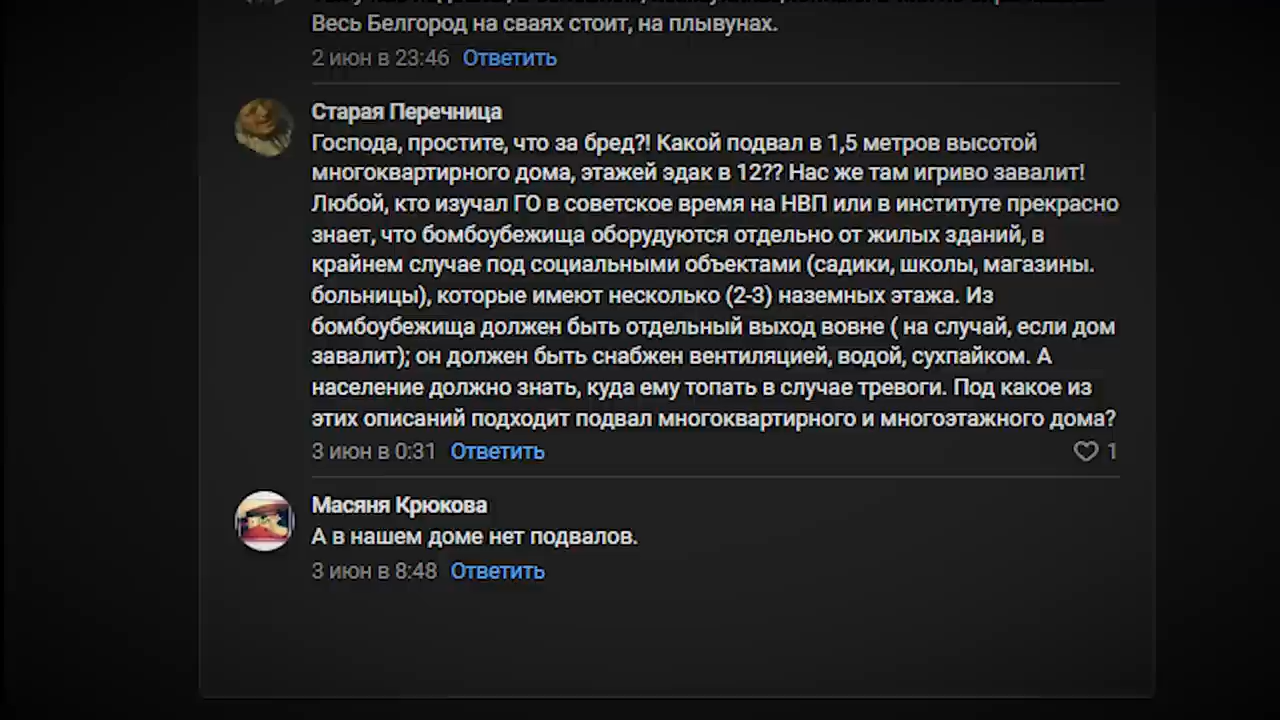 Весь Белгород на сваях стоит, на плывунах.
2 июн в 23:46 Ответить
Старая Перечница
Господа, простите, что за бред?! Какой подвал в 1,5 метров высотой
многоквартирного дома, этажей эдак в 12?? Нас же там игриво завалит!
Любой, кто изучал ГО в советское время на НВП или в институте прекрасно
знает, что бомбоубежища оборудуются отдельно от жилых зданий, в
крайнем случае под социальными объектами (садики, школы, магазины.
больницы), которые имеют несколько (2-3) наземных этажа. Из
бомбоубежища должен быть отдельный выход вовне ( на случай, если дом
завалит); он должен быть снабжен вентиляцией, водой, сухпайком. А
население должно знать, куда ему топать в случае тревоги. Под какое из
этих описаний подходит подвал многоквартирного и многоэтажного дома?
3 июн в 0:31 Ответить 1
Масяня Крюкова
А в нашем доме нет подвалов.
3 июн в 8:48 Ответить